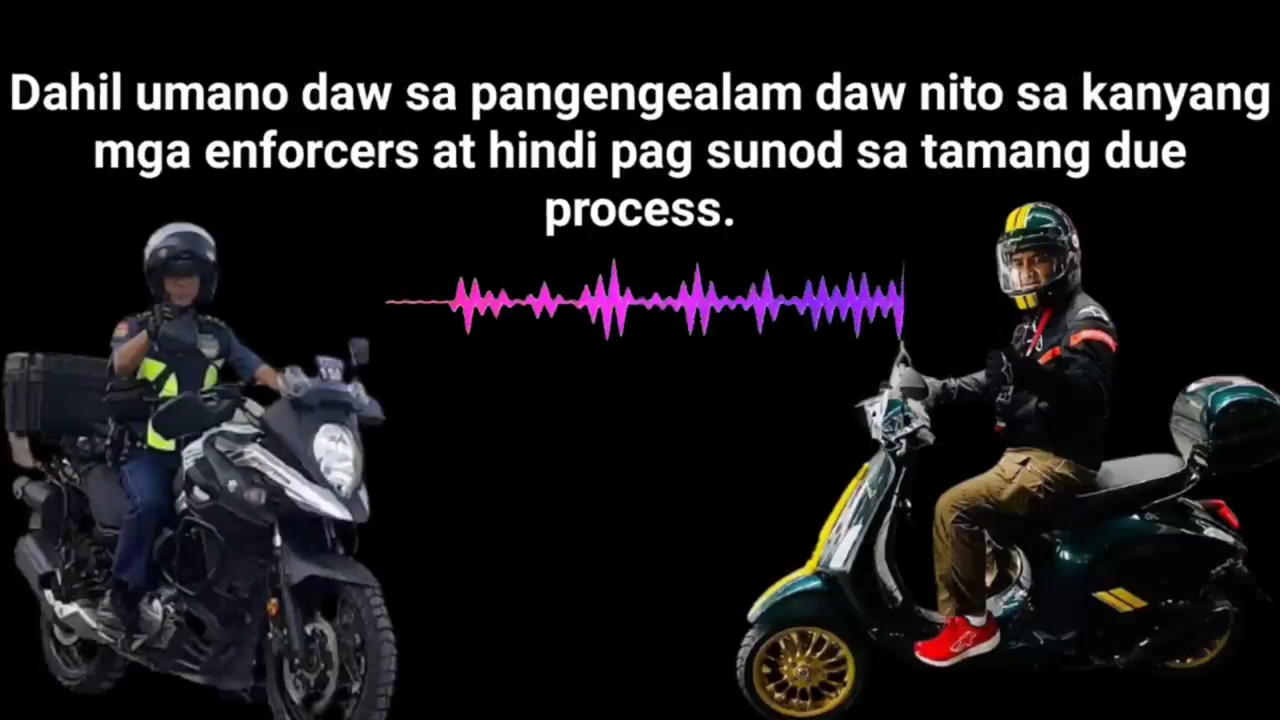 Dahil umano daw sa pangengealam daw nito sa kanyang
mga enforcers at hindi pag sunod sa tamang due
process.